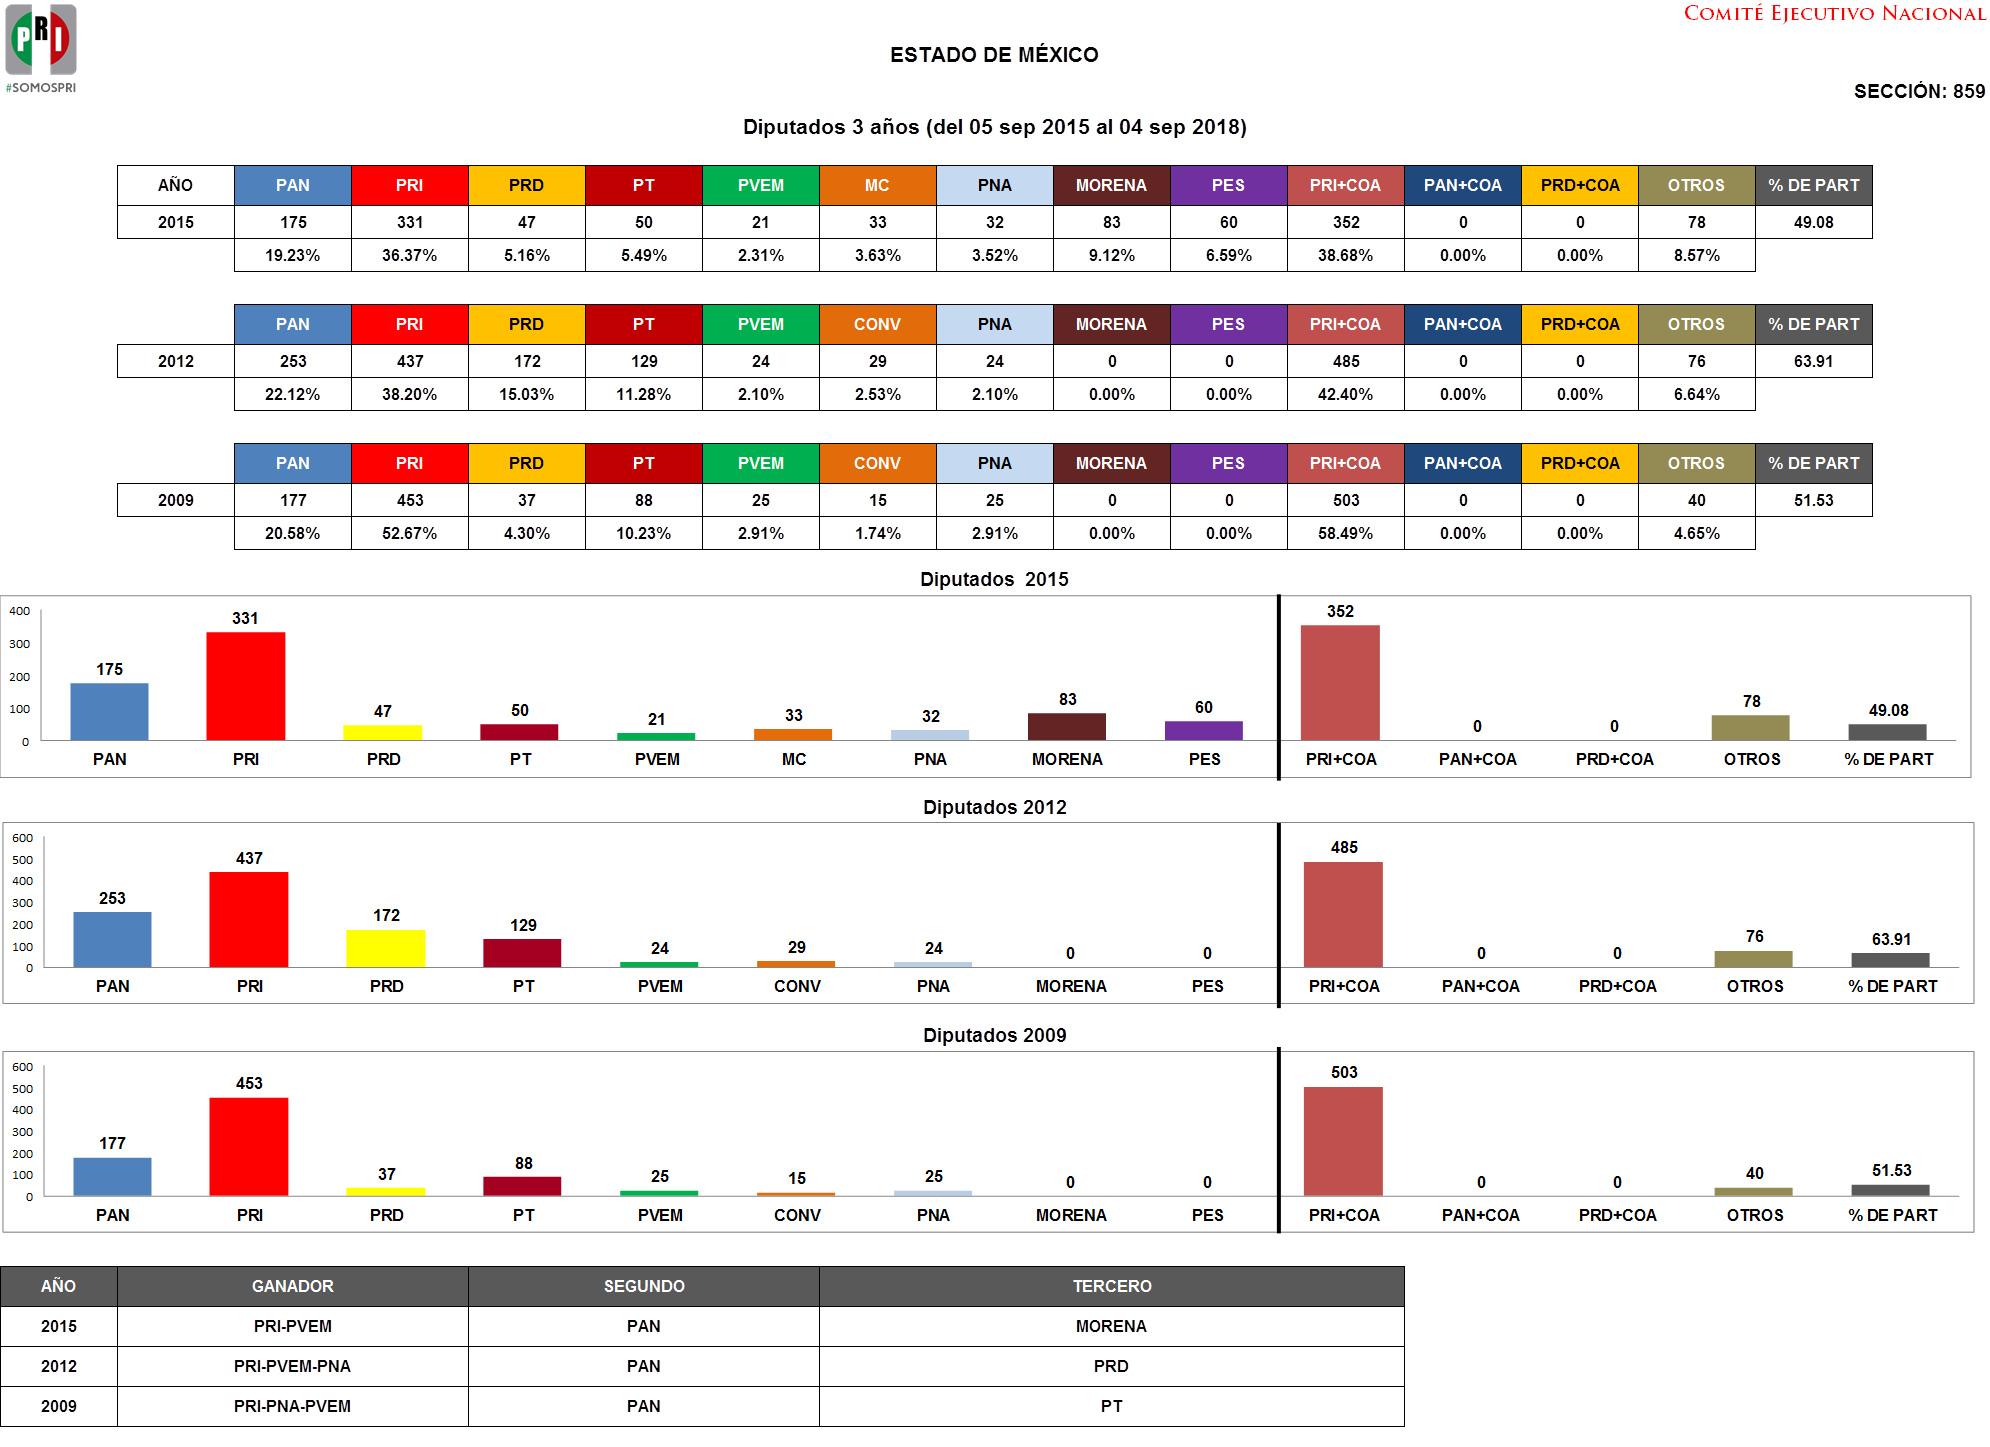 PRI
#SOMOSPRI
COMITÉ EJECUTIVO NACIONAL
ESTADO DE MÉXICO
SECCIÓN: 859
Diputados 3 años (del 05 sep 2015 al 04 sep 2018)
AÑO PAN PRI PRD PT PVEM MC PNA MORENA PES PRI+COA PAN+COA PRD+COA OTROS % DE PART
2015 175 331 47 50 21 33 32 83 60 352 0 0 78 49.08
19.23% 36.37% 5.16% 5.49% 2.31% 3.63% 3.52% 9.12% 6.59% 38.68% 0.00% 0.00% 8.57%
PAN PRI PRD PT PVEM CONV PNA MORENA PES PRI+COA PAN+COA PRD+COA OTROS % DE PART
2012 253 437 172 129 24 29 24 0 0 485 0 0 76 63.91
22.12% 38.20% 15.03% 11.28% 2.10% 2.53% 2.10% 0.00% 0.00% 42.40% 0.00% 0.00% 6.64%
PAN PRI PRD PT PVEM CONV PNA MORENA PES PRI+COA PAN+COA PRD+COA OTROS % DE PART
2009 177 453 37 88 25 15 25 0 0 503 0 0 40 51.53
20.58% 52.67% 4.30% 10.23% 2.91% 1.74% 2.91% 0.00% 0.00% 58.49% 0.00% 0.00% 4.65%
Diputados 2015
400
300
200
100
0
175 331 47 50 21 33 32 83 60 352 0 0 78 49.08
PAN PRI PRD PT PVEM MC PNA MORENA PES PRI+COA PAN+COA PRD+COA OTROS % DE PART
Diputados 2012
600
500
400
300
200
100
0
253 437 172 129 24 29 24 0 0 485 0 0 76 63.91
PAN PRI PRD PT PVEM CONV PNA MORENA PES PRI+COA PAN+COA PRD+COA OTROS % DE PART
Diputados 2009
600
500
400
300
200
100
0
177 453 37 88 25 15 25 0 0 503 0 0 40 51.53
PAN PRI PRD PT PVEM CONV PNA MORENA PES PRI+COA PAN+COA PRD+COA OTROS % DE PART
AÑO GANADOR SEGUNDO TERCERO
2015 PRI-PVEM PAN MORENA
2012 PRI-PVEM-PNA PAN PRD
2009 PRI-PNA-PVEM PAN PT